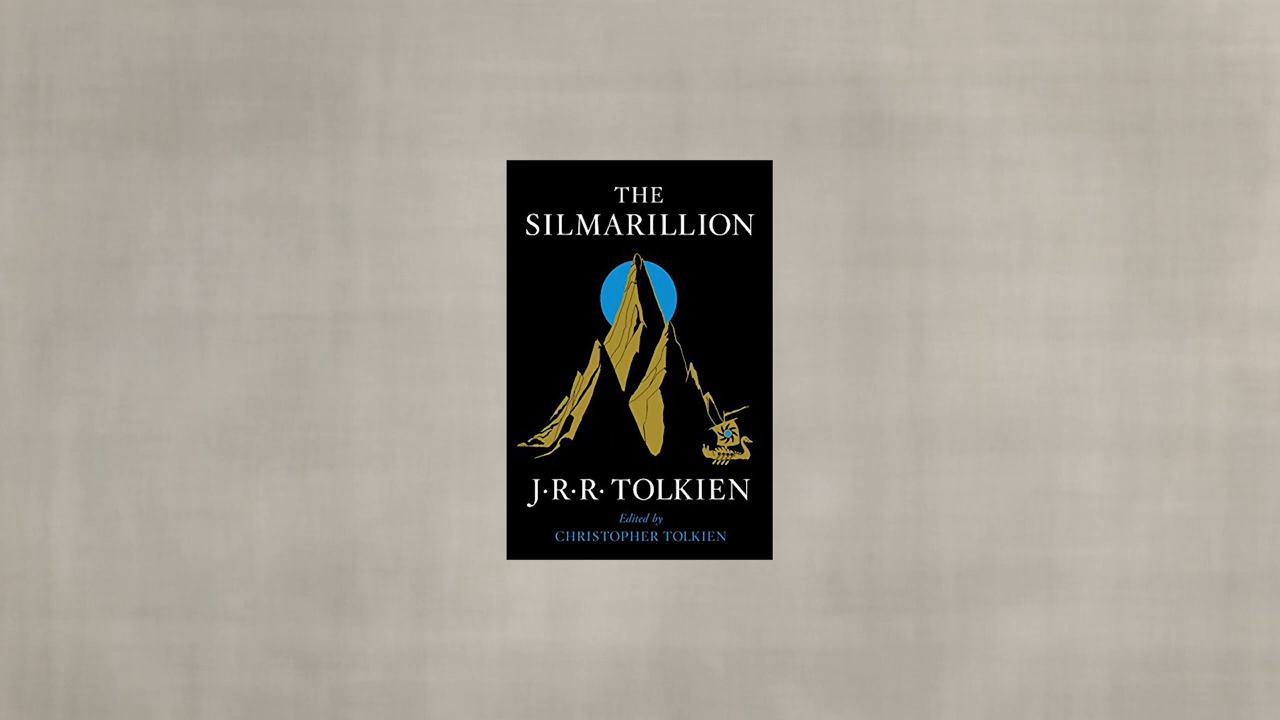 THE
SILMARILLION
J·R·R· TOLKIEN
Edited by
CHRISTOPHER TOLKIEN